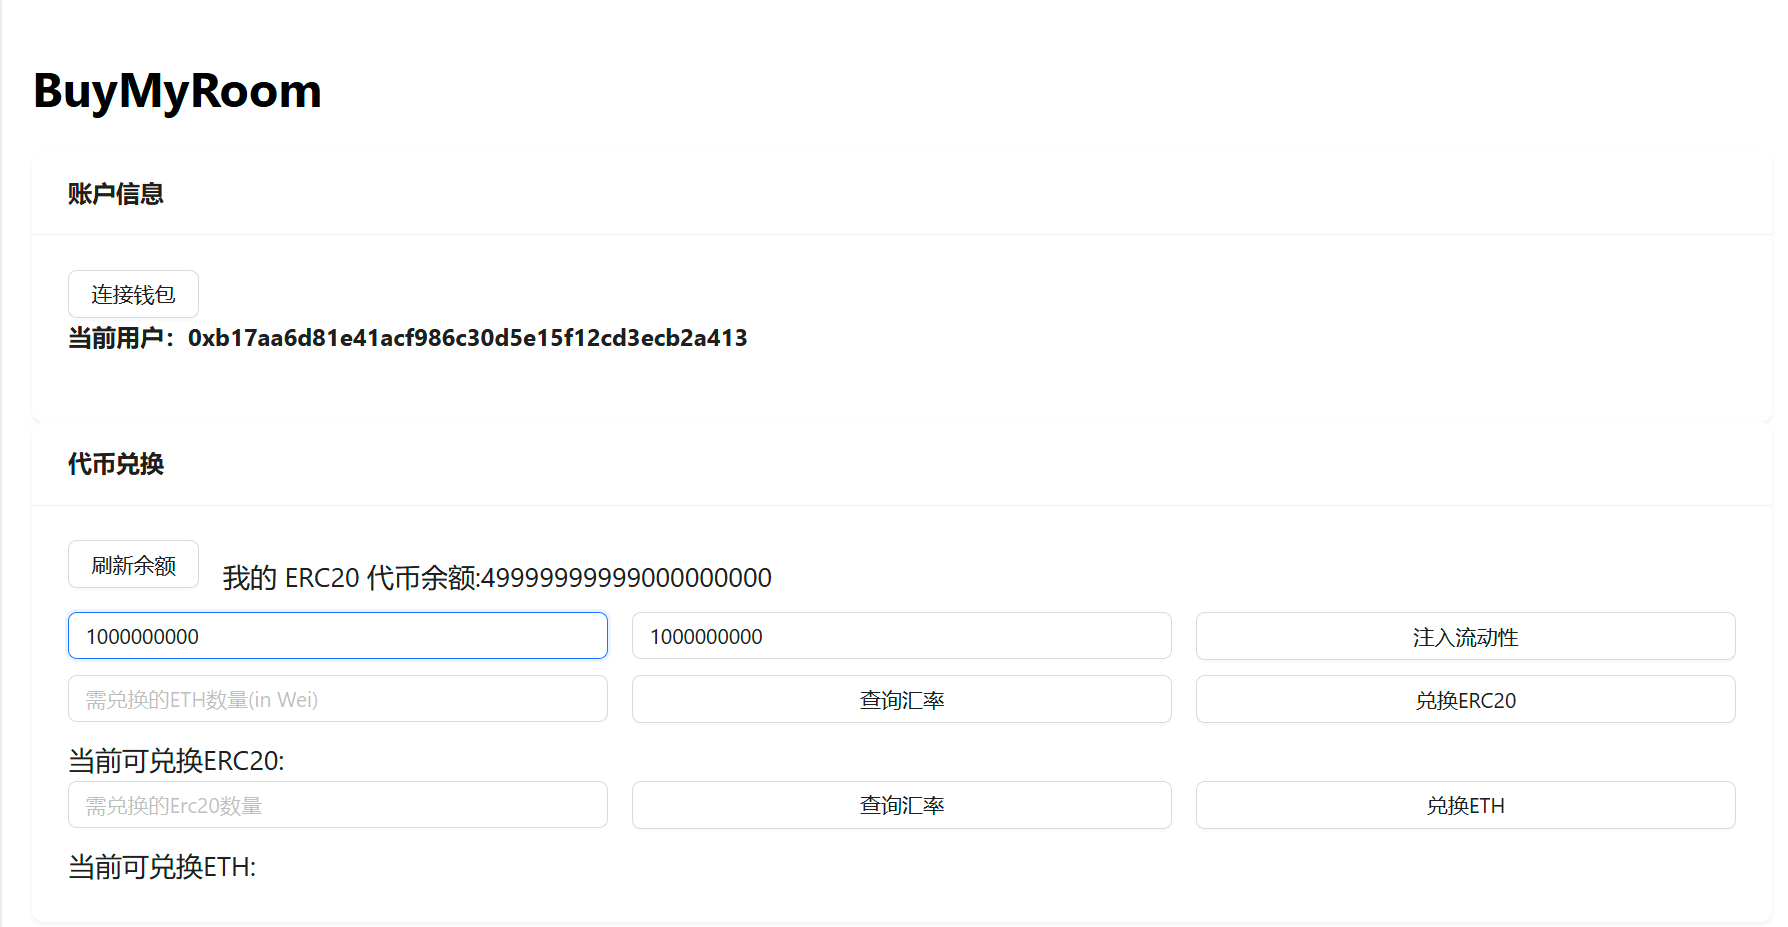 BuyMyRoom
账户信息
连接钱包
当前用户：0xb17aa6d81e41acf986c30d5e15f12cd3ecb2a413
代币兑换
刷新余额 我的 ERC20 代币余额:49999999999000000000
1000000000 1000000000 注入流动性
需兑换的ETH数量(in Wei) 查询汇率 兑换ERC20
当前可兑换ERC20:
需兑换的Erc20数量 查询汇率 兑换ETH
当前可兑换ETH: